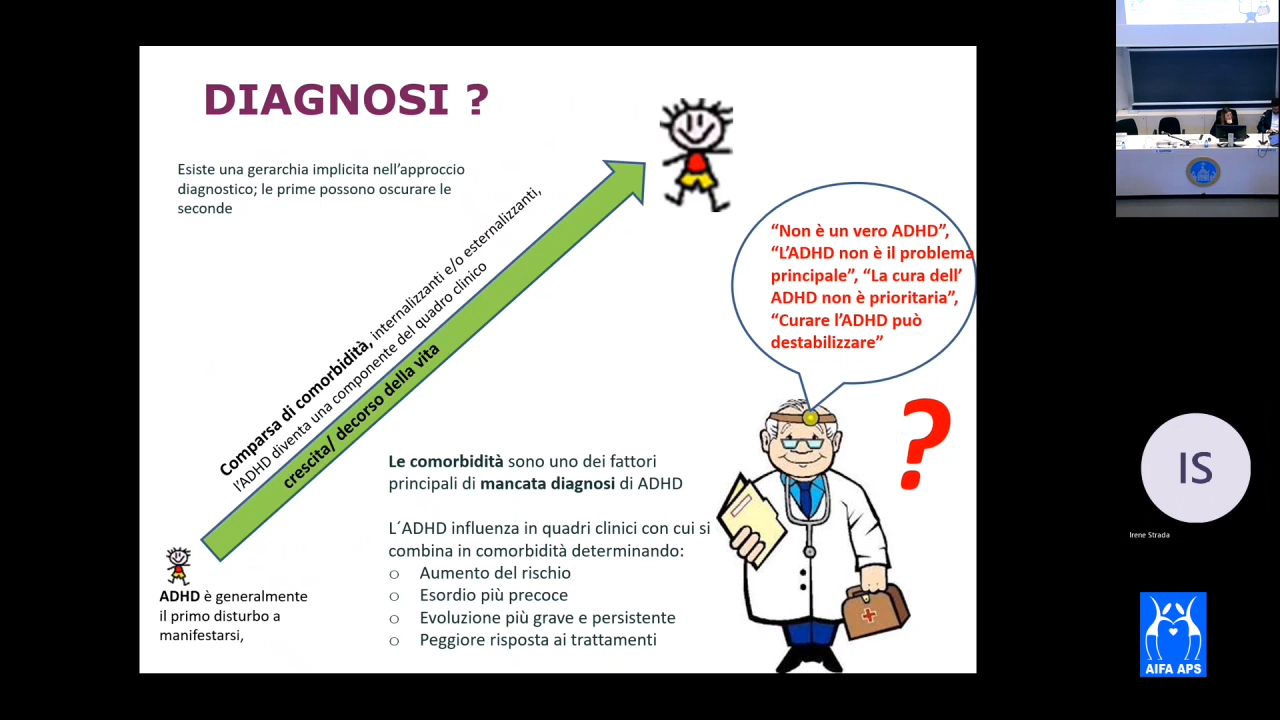 DIAGNOSI ?
Esiste una gerarchia implicita nell’approccio
diagnostico; le prime possono oscurare le
seconde
Comparsa di comorbidità, internalizzanti e/o esternalizzanti,
l’ADHD diventa una componente del quadro clinico
crescita/ decorso della vita
ADHD è generalmente
il primo disturbo a
manifestarsi,
“Non è un vero ADHD”,
“L’ADHD non è il problema
principale”, “La cura dell’
ADHD non è prioritaria”,
“Curare l’ADHD può
destabilizzare”
?
Le comorbidità sono uno dei fattori
principali di mancata diagnosi di ADHD
L´ADHD influenza in quadri clinici con cui si
combina in comorbidità determinando:
o Aumento del rischio
o Esordio più precoce
o Evoluzione più grave e persistente
o Peggiore risposta ai trattamenti
IS
Irene Strada
AIFA APS